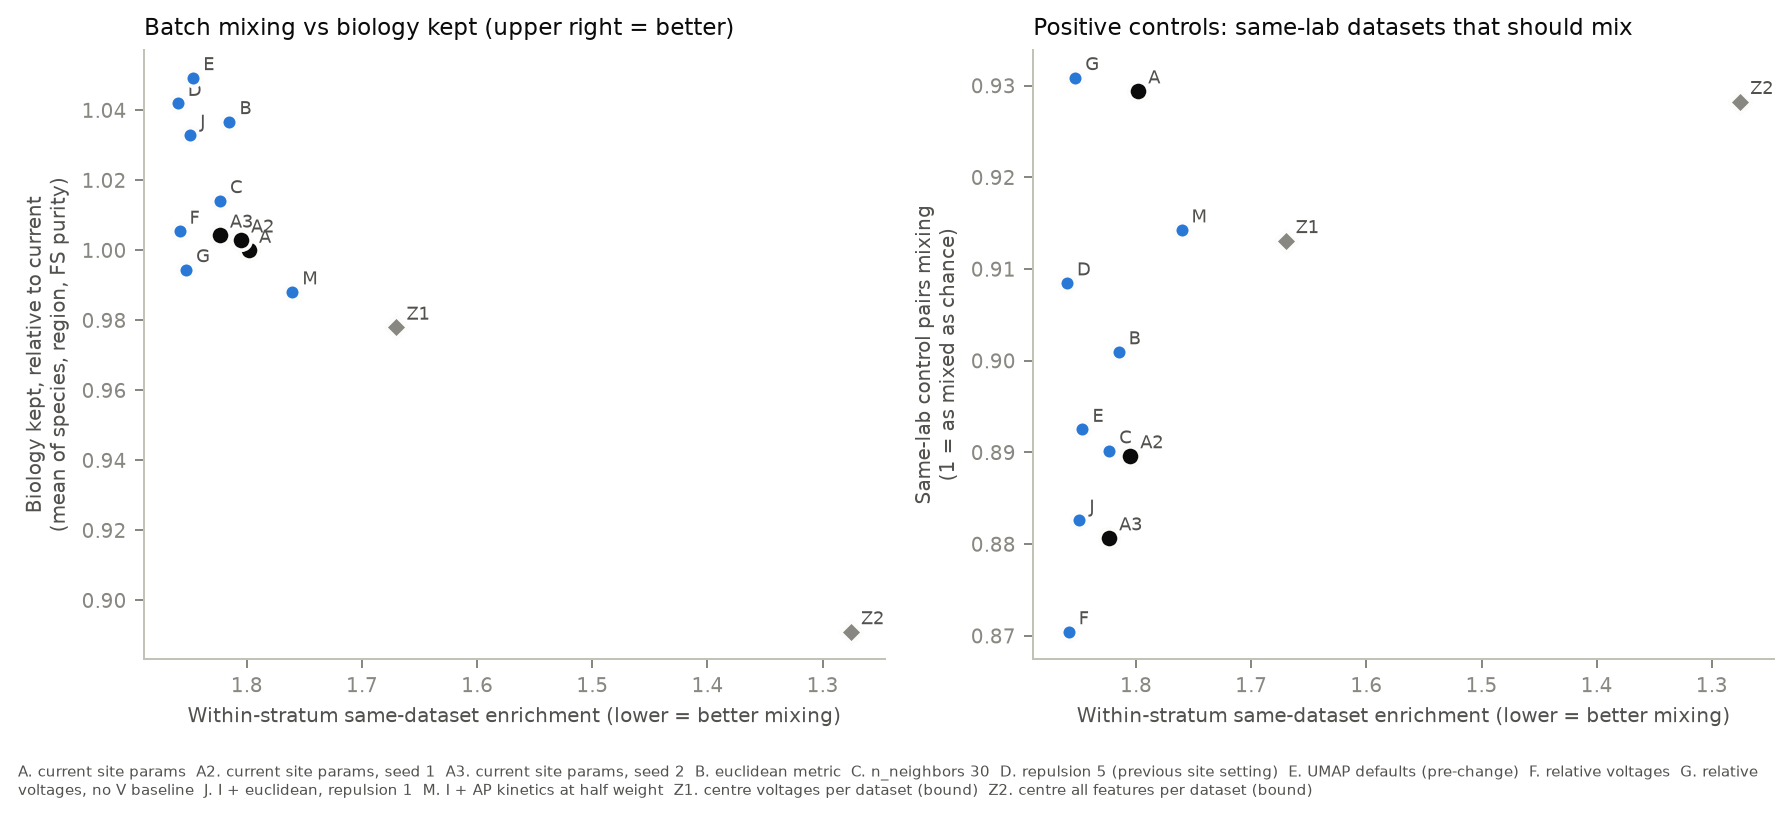 Batch mixing vs biology kept (upper right = better)
Biology kept, relative to current
(mean of species, region, FS purity)
1.04
1.02
1.00
0.98
0.96
0.94
0.92
0.90
E
D
B
J
C
F
A3
A2
A
G
M
Z1
Z2
1.8
1.7
1.6
1.5
1.4
1.3
Within-stratum same-dataset enrichment (lower = better mixing)
Positive controls: same-lab datasets that should mix
Same-lab control pairs mixing
(1 = as mixed as chance)
0.93
0.92
0.91
0.90
0.89
0.88
0.87
G
A
Z2
M
Z1
D
B
E
C
A2
J
A3
F
1.8
1.7
1.6
1.5
1.4
1.3
Within-stratum same-dataset enrichment (lower = better mixing)
A. current site params A2. current site params, seed 1 A3. current site params, seed 2 B. euclidean metric C. n_neighbors 30 D. repulsion 5 (previous site setting) E. UMAP defaults (pre-change) F. relative voltages G. relative
voltages, no V baseline J. I + euclidean, repulsion 1 M. I + AP kinetics at half weight Z1. centre voltages per dataset (bound) Z2. centre all features per dataset (bound)